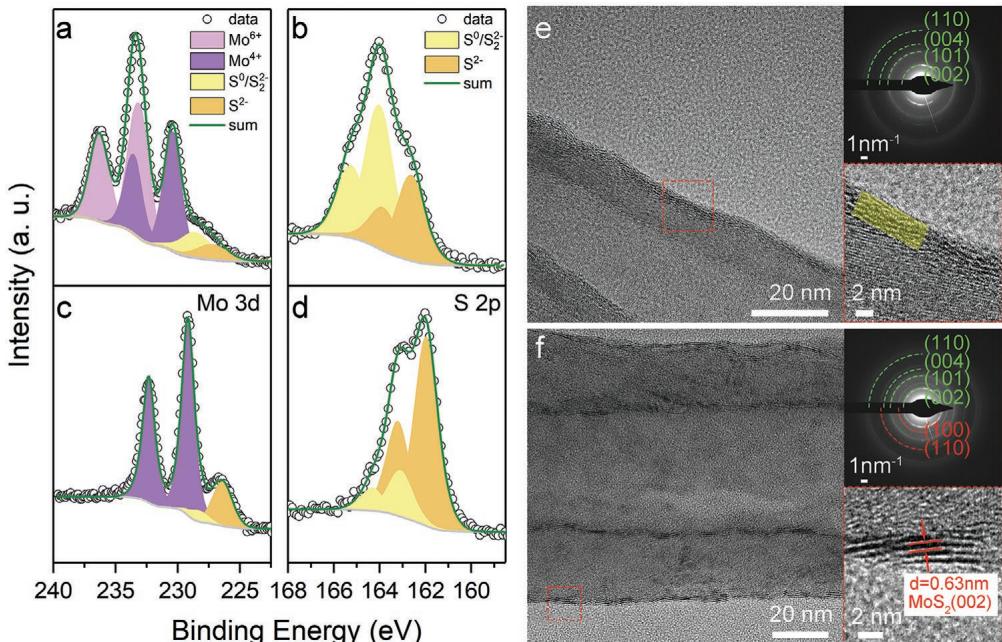 Intensity (a. u.)
a
data
Mo⁶⁺
Mo⁴⁺
S⁰/S₂²⁻
S²⁻
sum
b
data
S⁰/S₂²⁻
S²⁻
sum
c
Mo 3d
d
S 2p
240
235
230
225
168
166
164
162
160
Binding Energy (eV)
e
20 nm
(110)
(004)
(101)
(002)
1nm⁻¹
2 nm
f
20 nm
(110)
(004)
(101)
(002)
(100)
(110)
1nm⁻¹
d=0.63nm
MoS₂(002)
2 nm